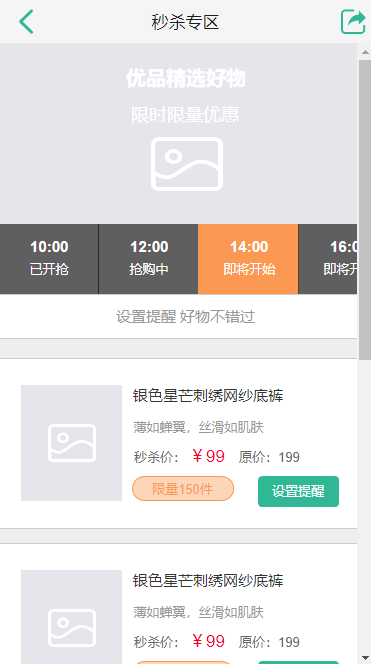 秒杀专区
优品精选好物
限时限量优惠
10:00 12:00 14:00 16:0
已开抢 抢购中 即将开始 即将开
设置提醒 好物不错过
银色星芒刺绣网纱底裤
薄如蝉翼，丝滑如肌肤
秒杀价： ￥99 原价：199
限量150件 设置提醒
银色星芒刺绣网纱底裤
薄如蝉翼，丝滑如肌肤
秒杀价： ￥99 原价：199